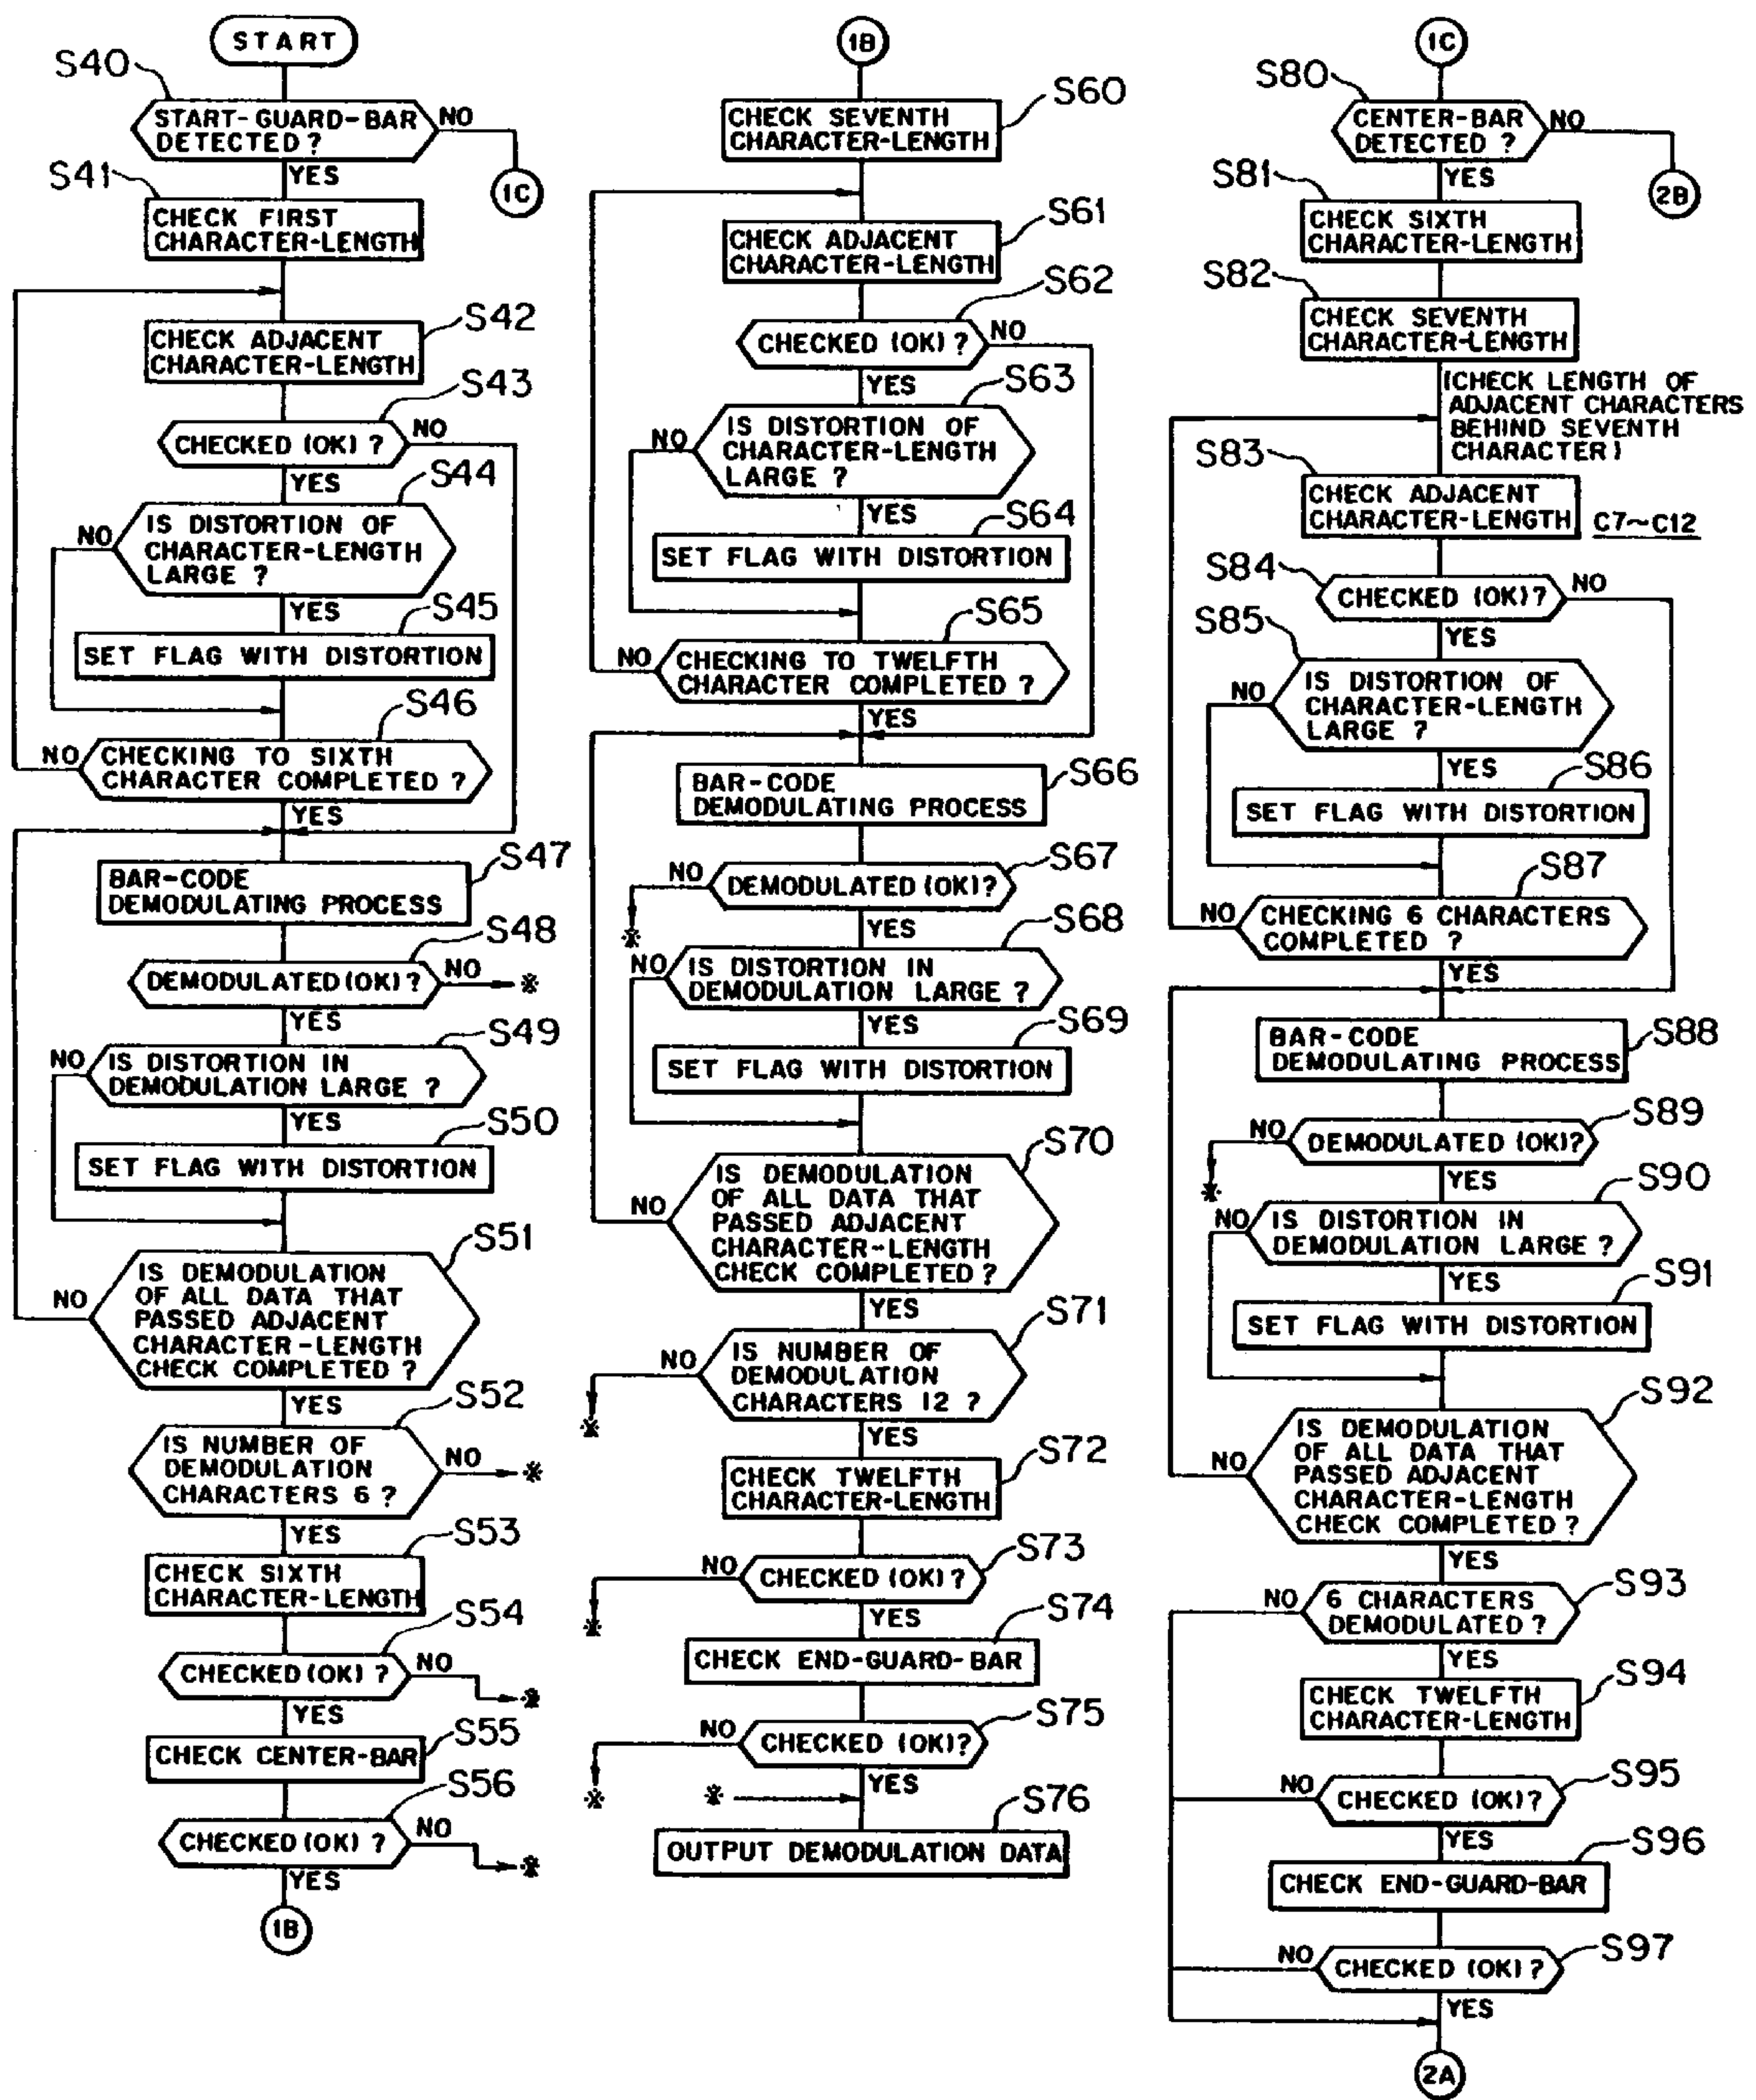 START
S40
START-GUARD-BAR
DETECTED ?
NO
YES
1C
S41
CHECK FIRST
CHARACTER-LENGTH
S42
CHECK ADJACENT
CHARACTER-LENGTH
S43
CHECKED (OK) ?
NO
YES
S44
IS DISTORTION OF
CHARACTER-LENGTH
LARGE ?
NO
YES
S45
SET FLAG WITH DISTORTION
S46
CHECKING TO SIXTH
CHARACTER COMPLETED ?
NO
YES
S47
BAR-CODE
DEMODULATING PROCESS
S48
DEMODULATED (OK) ?
NO
※
YES
S49
IS DISTORTION IN
DEMODULATION LARGE ?
NO
YES
S50
SET FLAG WITH DISTORTION
S51
IS DEMODULATION
OF ALL DATA THAT
PASSED ADJACENT
CHARACTER-LENGTH
CHECK COMPLETED ?
NO
YES
S52
IS NUMBER OF
DEMODULATION
CHARACTERS 6 ?
NO
※
YES
S53
CHECK SIXTH
CHARACTER-LENGTH
S54
CHECKED (OK) ?
NO
※
YES
S55
CHECK CENTER-BAR
S56
CHECKED (OK) ?
NO
※
YES
1B
1B
S60
CHECK SEVENTH
CHARACTER-LENGTH
S61
CHECK ADJACENT
CHARACTER-LENGTH
S62
CHECKED (OK) ?
NO
YES
S63
IS DISTORTION OF
CHARACTER-LENGTH
LARGE ?
NO
YES
S64
SET FLAG WITH DISTORTION
S65
CHECKING TO TWELFTH
CHARACTER COMPLETED ?
NO
YES
S66
BAR-CODE
DEMODULATING PROCESS
S67
DEMODULATED (OK)?
NO
※
YES
S68
IS DISTORTION IN
DEMODULATION LARGE ?
NO
YES
S69
SET FLAG WITH DISTORTION
S70
IS DEMODULATION
OF ALL DATA THAT
PASSED ADJACENT
CHARACTER-LENGTH
CHECK COMPLETED ?
NO
YES
S71
IS NUMBER OF
DEMODULATION
CHARACTERS 12 ?
NO
※
YES
S72
CHECK TWELFTH
CHARACTER-LENGTH
S73
CHECKED (OK) ?
NO
※
YES
S74
CHECK END-GUARD-BAR
S75
CHECKED (OK)?
NO
※
YES
※
S76
OUTPUT DEMODULATION DATA
1C
S80
CENTER-BAR
DETECTED ?
NO
YES
2B
S81
CHECK SIXTH
CHARACTER-LENGTH
S82
CHECK SEVENTH
CHARACTER-LENGTH
(CHECK LENGTH OF
ADJACENT CHARACTERS
BEHIND SEVENTH
CHARACTER)
S83
CHECK ADJACENT
CHARACTER-LENGTH
C7~C12
S84
CHECKED (OK)?
NO
YES
S85
IS DISTORTION OF
CHARACTER-LENGTH
LARGE ?
NO
YES
S86
SET FLAG WITH DISTORTION
S87
CHECKING 6 CHARACTERS
COMPLETED ?
NO
YES
S88
BAR-CODE
DEMODULATING PROCESS
S89
DEMODULATED (OK)?
NO
※
YES
S90
IS DISTORTION IN
DEMODULATION LARGE ?
NO
YES
S91
SET FLAG WITH DISTORTION
S92
IS DEMODULATION
OF ALL DATA THAT
PASSED ADJACENT
CHARACTER-LENGTH
CHECK COMPLETED ?
NO
YES
S93
6 CHARACTERS
DEMODULATED ?
NO
YES
S94
CHECK TWELFTH
CHARACTER-LENGTH
S95
CHECKED (OK)?
NO
YES
S96
CHECK END-GUARD-BAR
S97
CHECKED (OK) ?
NO
YES
2A